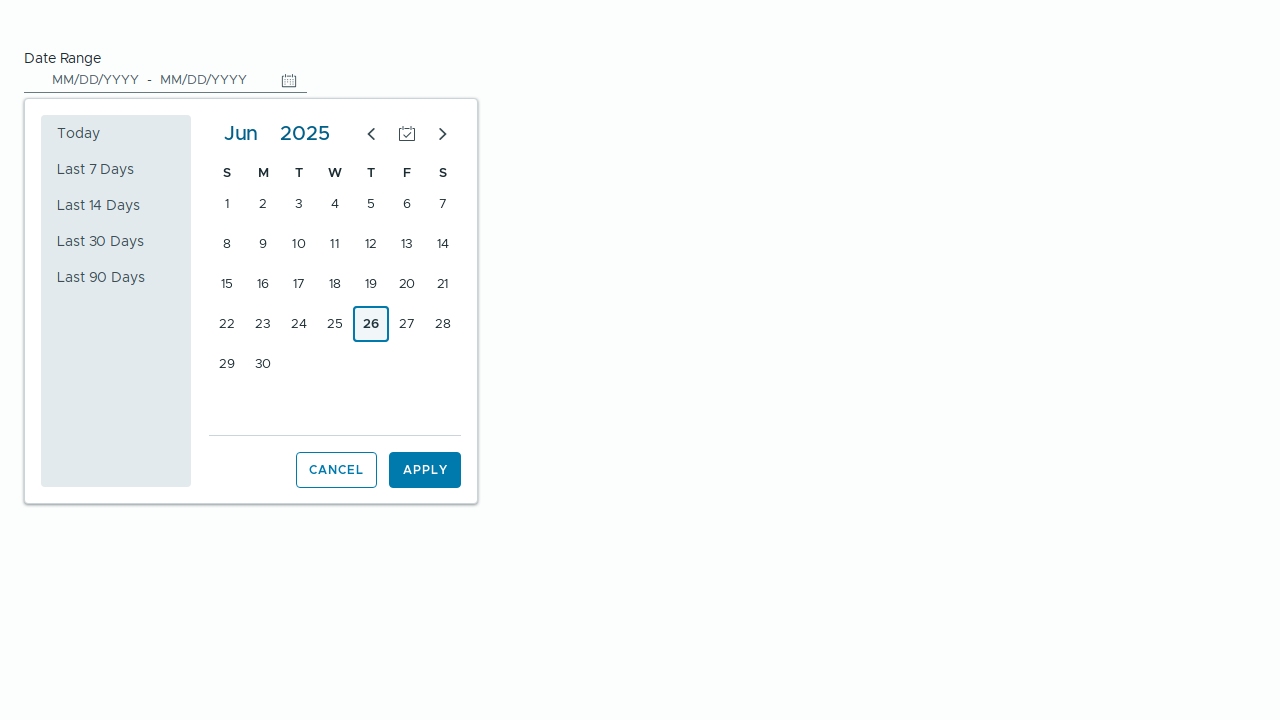 Date Range
MM/DD/YYYY - MM/DD/YYYY
Today
Last 7 Days
Last 14 Days
Last 30 Days
Last 90 Days
Jun 2025
S M T W T F S
1 2 3 4 5 6 7
8 9 10 11 12 13 14
15 16 17 18 19 20 21
22 23 24 25 26 27 28
29 30
CANCEL APPLY